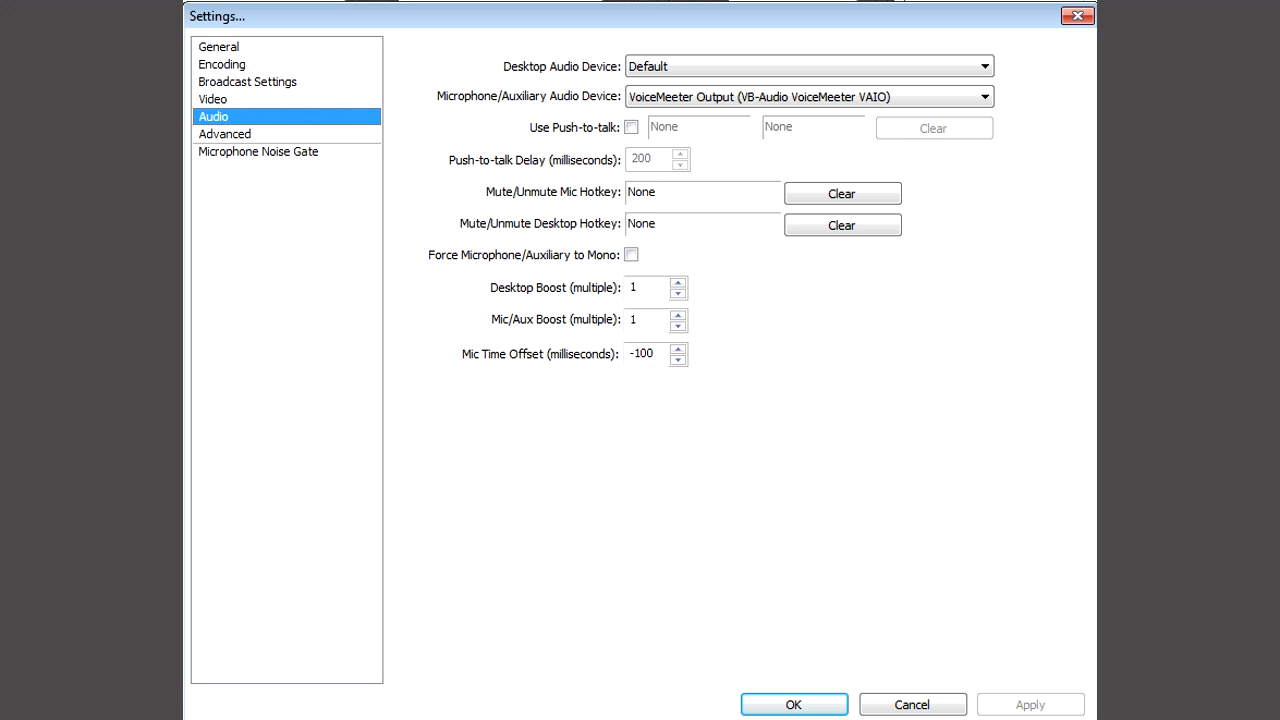 Settings...
General
Encoding
Broadcast Settings
Video
Audio
Advanced
Microphone Noise Gate
Desktop Audio Device: Default
Microphone/Auxiliary Audio Device: VoiceMeeter Output (VB-Audio VoiceMeeter VAIO)
Use Push-to-talk: None None Clear
Push-to-talk Delay (milliseconds): 200
Mute/Unmute Mic Hotkey: None Clear
Mute/Unmute Desktop Hotkey: None Clear
Force Microphone/Auxiliary to Mono:
Desktop Boost (multiple): 1
Mic/Aux Boost (multiple): 1
Mic Time Offset (milliseconds): -100
OK Cancel Apply